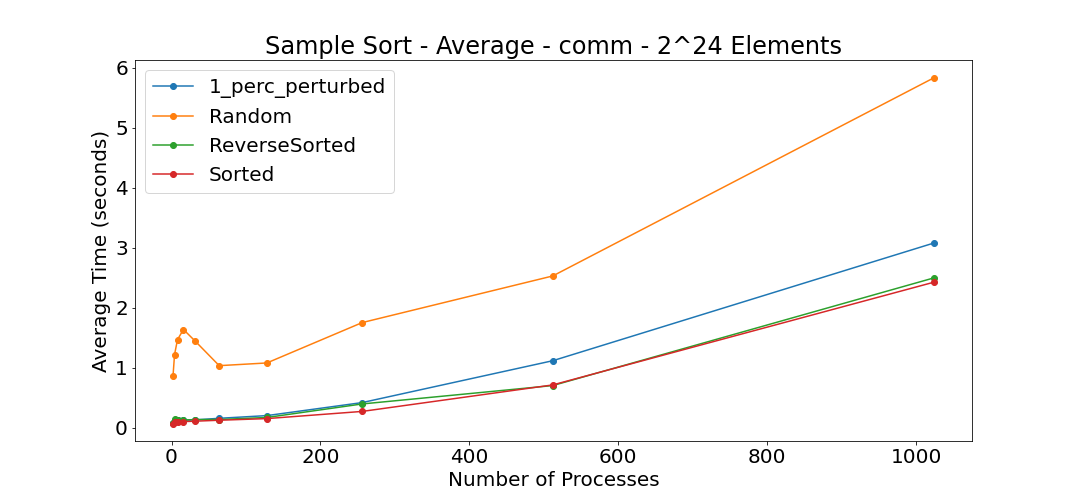 Sample Sort - Average - comm - 2^24 Elements
6
5
4
3
2
1
0
Average Time (seconds)
1_perc_perturbed
Random
ReverseSorted
Sorted
0 200 400 600 800 1000
Number of Processes